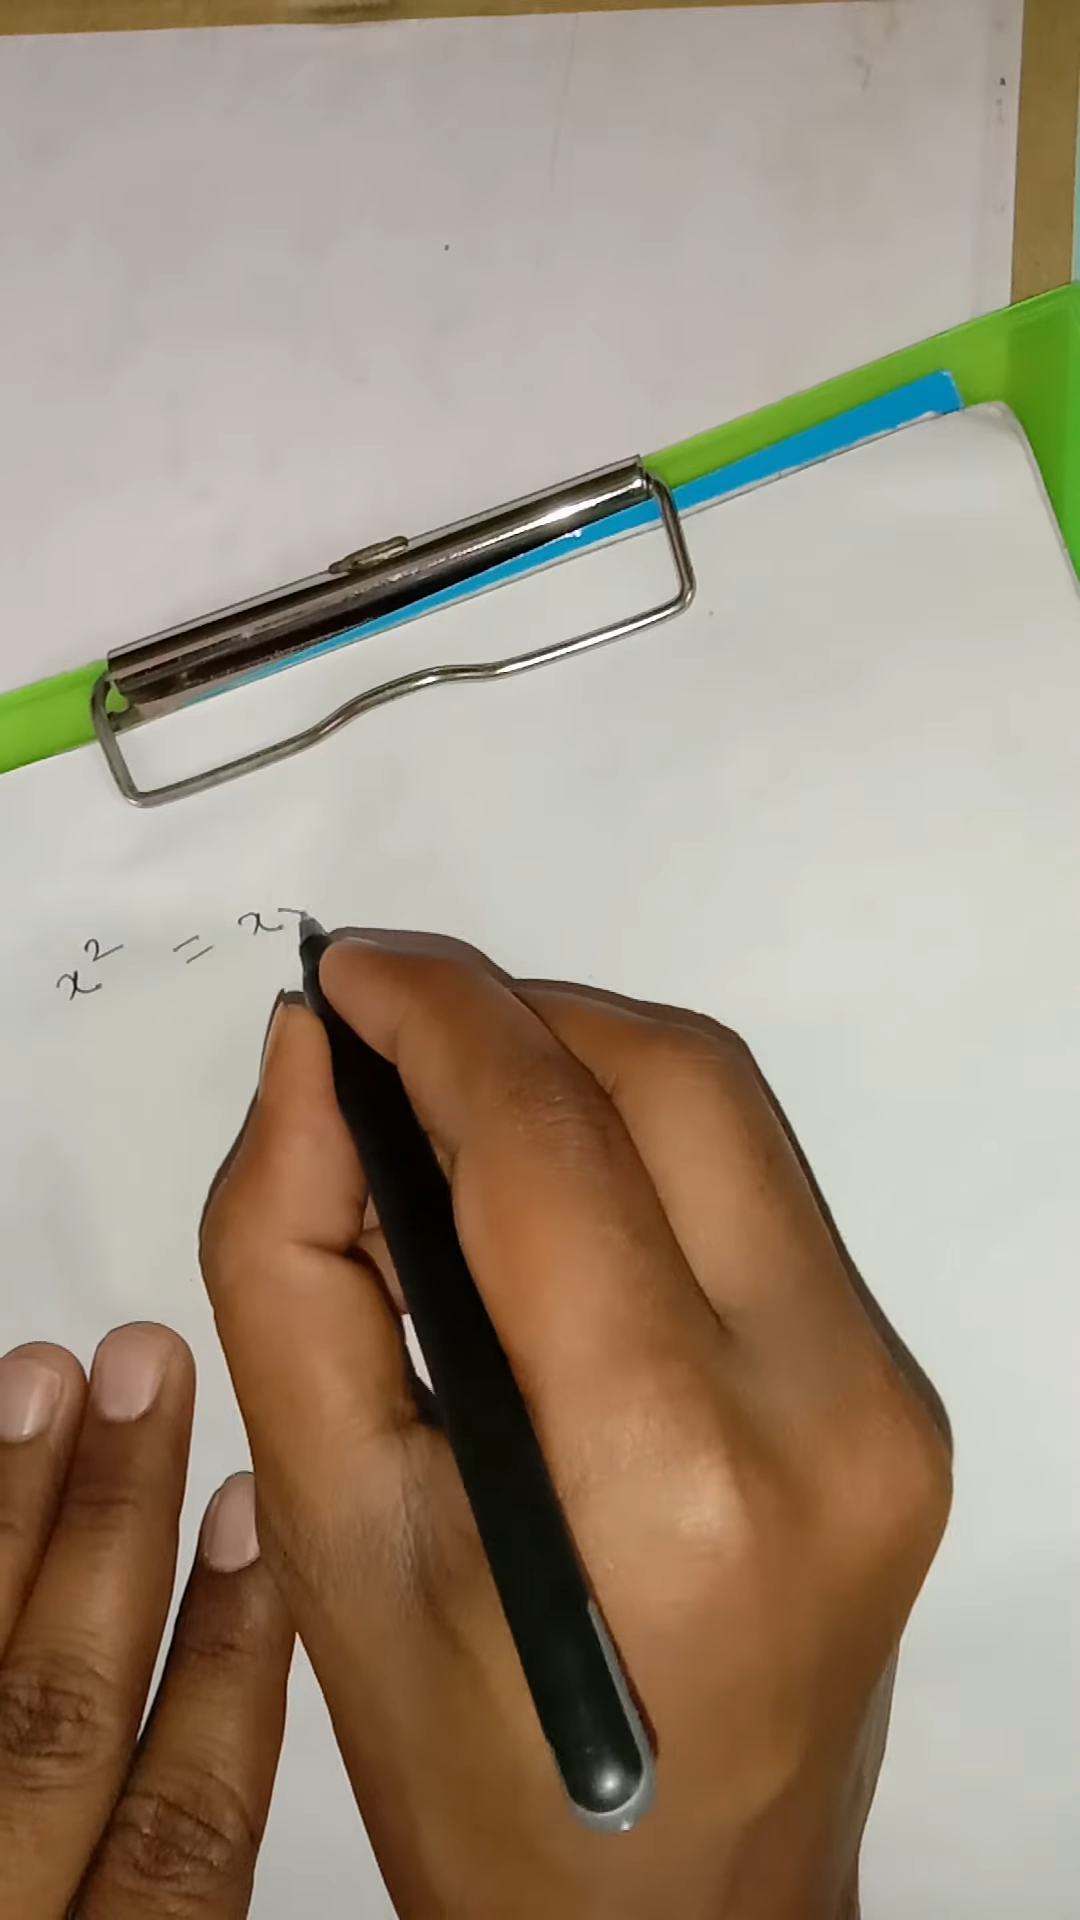 x² = x